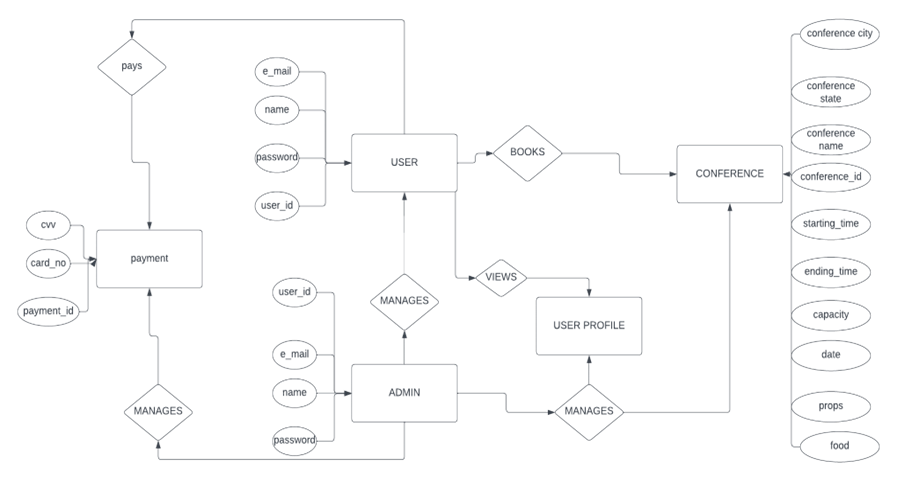 conference city
pays
e_mail
conference
state
name
conference
name
USER
BOOKS
password
CONFERENCE
conference_id
user_id
cvv
starting_time
payment
card_no
VIEWS
ending_time
user_id
MANAGES
payment_id
USER PROFILE
capacity
e_mail
date
name
ADMIN
MANAGES
MANAGES
props
password
food